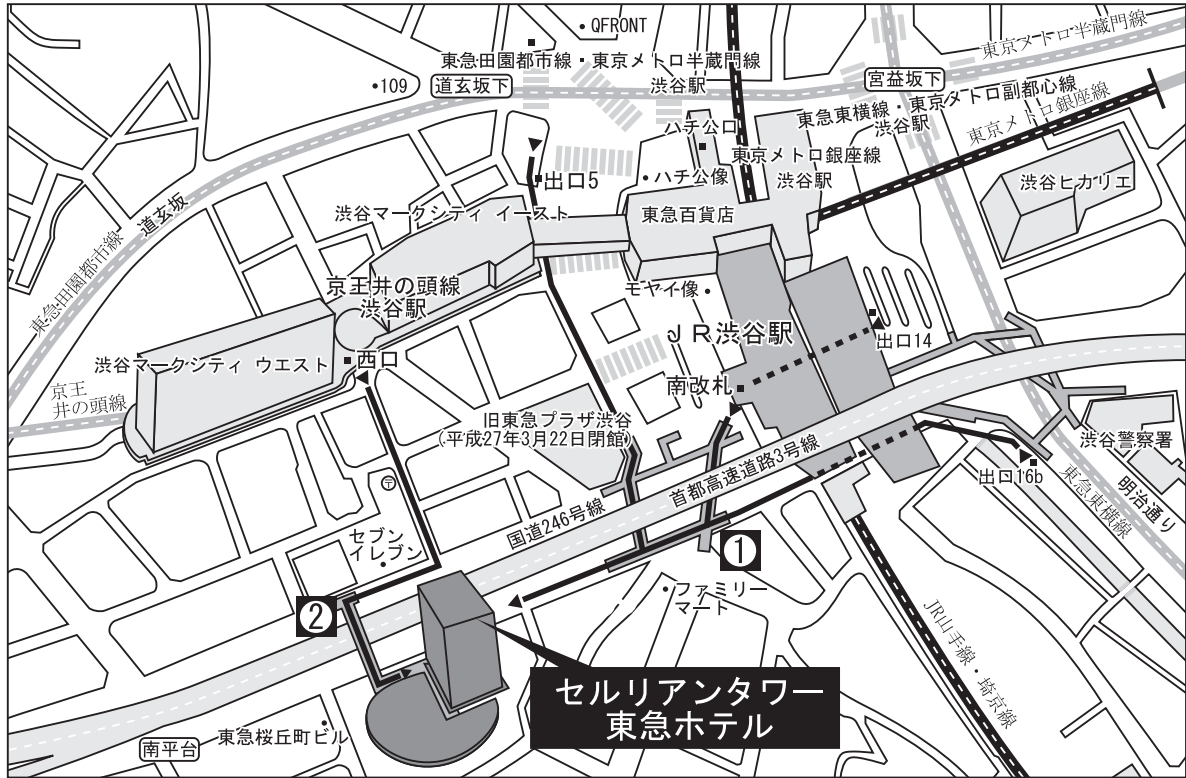 QFRONT
東急田園都市線・東京メトロ半蔵門線
渋谷駅
109
道玄坂下
宮益坂下
東京メトロ半蔵門線
東急東横線・東京メトロ副都心線
渋谷駅
東京メトロ銀座線
ハチ公口
東京メトロ銀座線
渋谷駅
出口5
ハチ公像
渋谷ヒカリエ
道玄坂
東急田園都市線
渋谷マークシティ イースト
東急百貨店
京王井の頭線
渋谷駅
モヤイ像
JR渋谷駅
出口14
渋谷マークシティ ウエスト
西口
南改札
京王
井の頭線
旧東急プラザ渋谷
(平成27年3月22日閉館)
首都高速道路3号線
渋谷警察署
出口16b
東急東横線
明治通り
〒
国道246号線
セブン
イレブン
①
ファミリー
マート
②
JR山手線・埼京線
セルリアンタワー
東急ホテル
東急桜丘町ビル
南平台